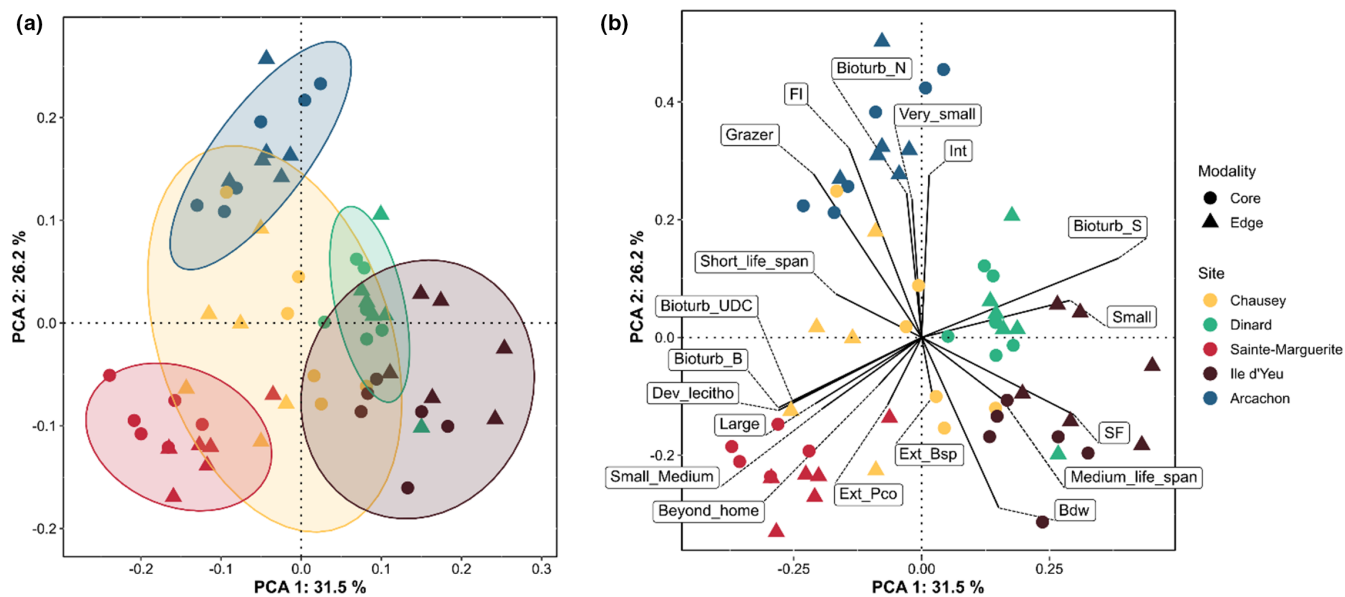 (a)
PCA 2: 26.2 %
0.2
0.1
0.0
-0.1
-0.2
-0.2
-0.1
0.0
0.1
0.2
0.3
PCA 1: 31.5 %
(b)
PCA 2: 26.2 %
0.4
0.2
0.0
-0.2
-0.25
0.00
0.25
PCA 1: 31.5 %
Bioturb_N
FI
Very_small
Grazer
Int
Bioturb_S
Short_life_span
Bioturb_UDC
Small
Bioturb_B
Dev_lecitho
Large
SF
Ext_Bsp
Small_Medium
Medium_life_span
Ext_Pco
Beyond_home
Bdw
Modality
Core
Edge
Site
Chausey
Dinard
Sainte-Marguerite
Ile d'Yeu
Arcachon